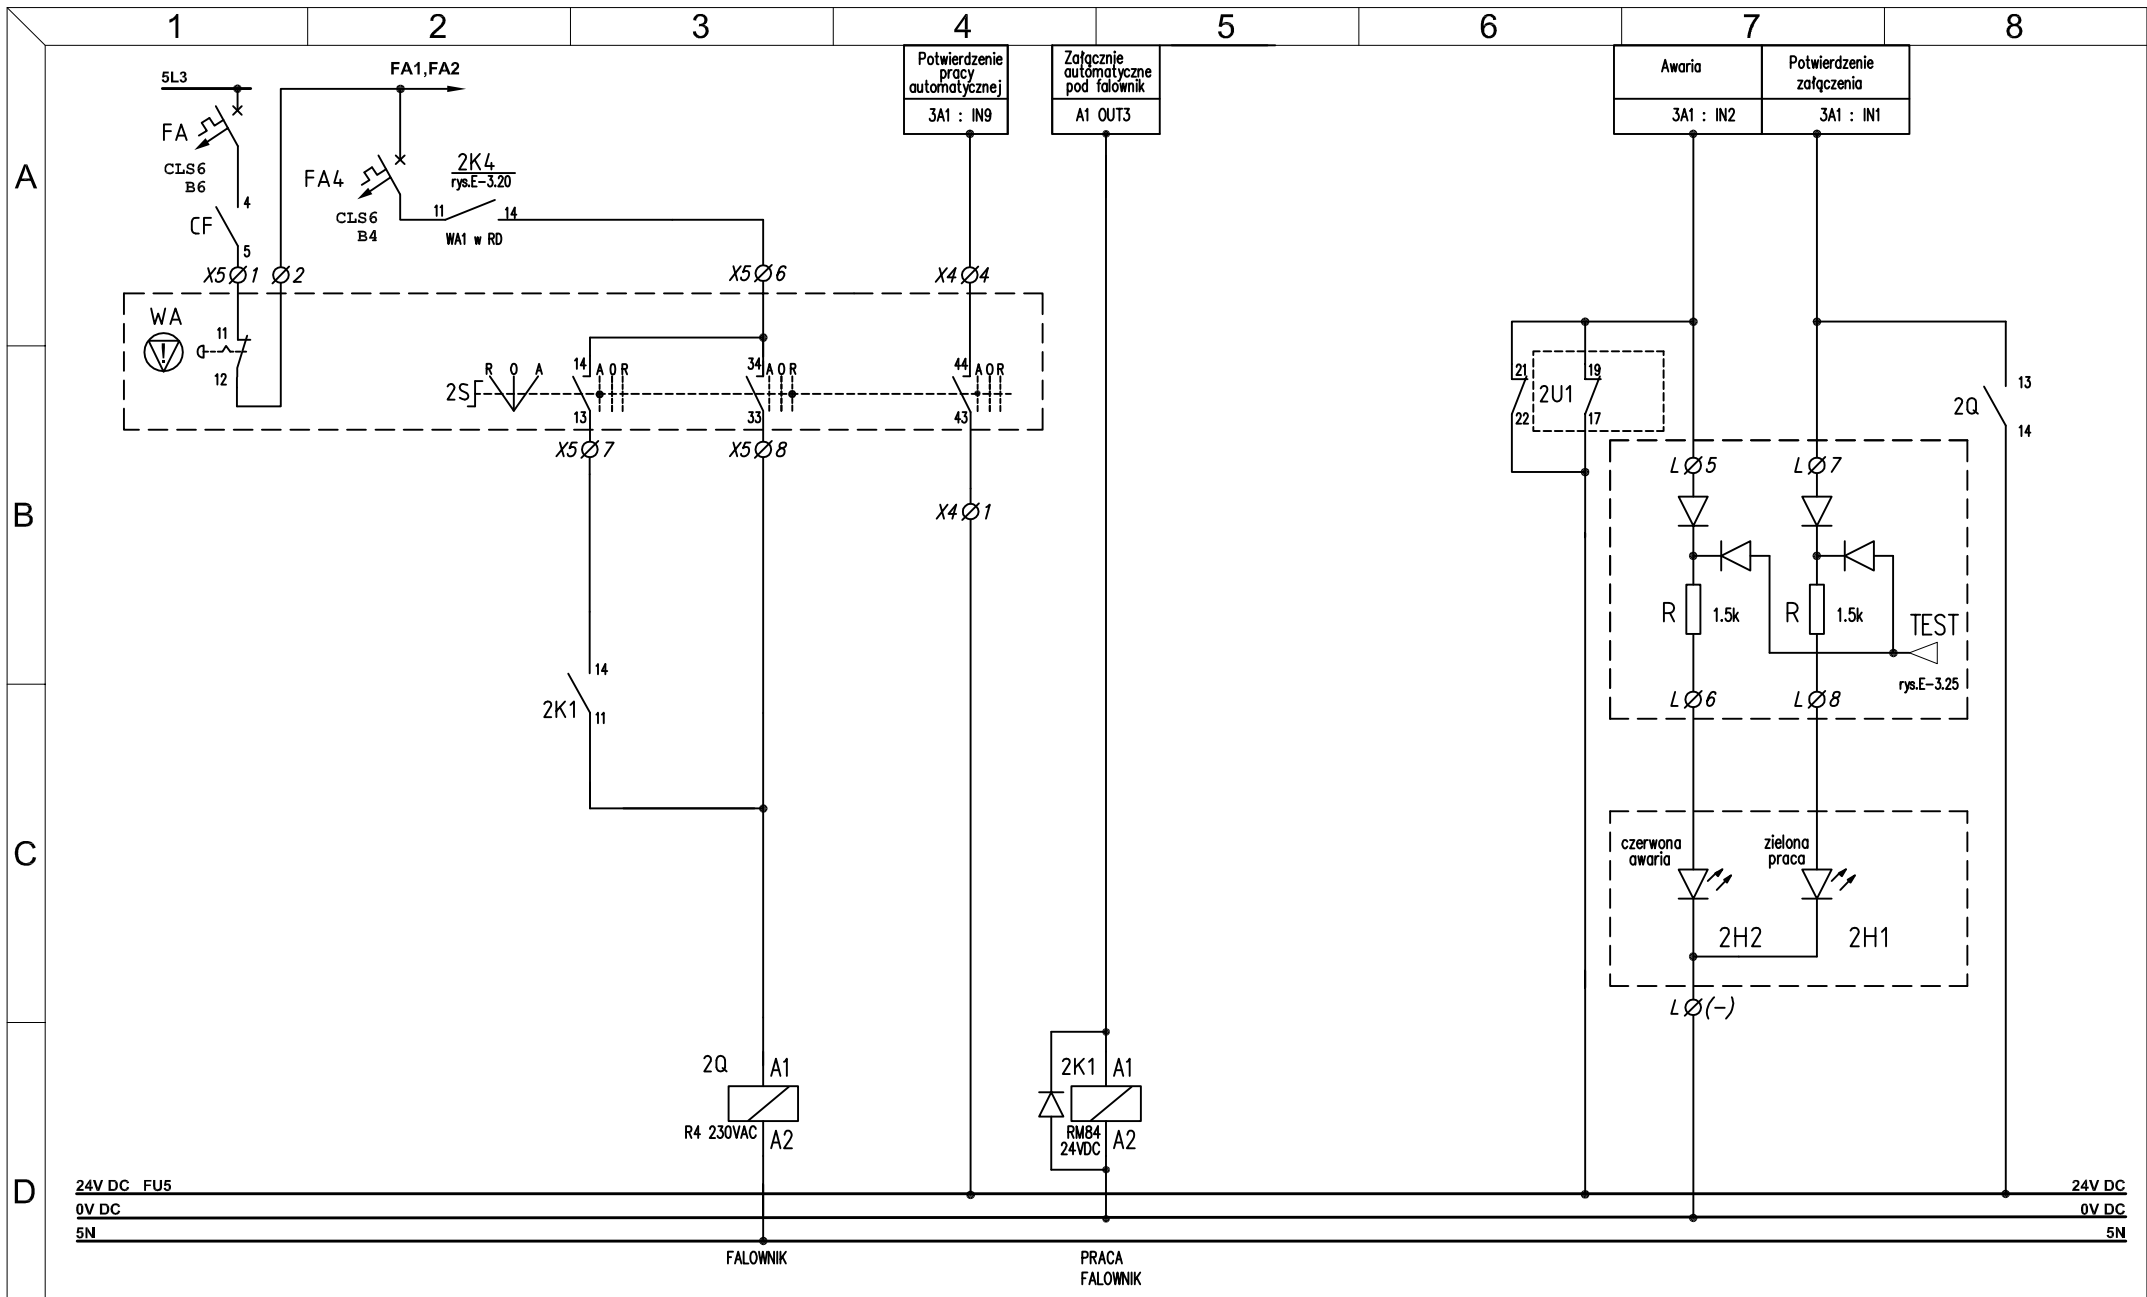 1 2 3 4 5 6 7 8
A
B
C
D
5L3
FA
CLS6
B6
CF
4
5
X5 1
2
FA1,FA2
FA4
CLS6
B4
2K4
rys.E-3.20
11 14
WA1 w RD
X5 6
Potwierdzenie
pracy
automatycznej
3A1 : IN9
X4 4
Załącznie
automatyczne
pod falownik
A1 OUT3
Awaria
3A1 : IN2
Potwierdzenie
załączenia
3A1 : IN1
WA
!
11
12
2S
R O A
14
A O R
13
34
A O R
33
44
A O R
43
X5 7
X5 8
X4 1
2K1
14
11
21
22
2U1
19
17
2Q
13
14
L 5
L 7
R 1.5k
R 1.5k
TEST
rys.E-3.25
L 6
L 8
czerwona
awaria
zielona
praca
2H2
2H1
L (-)
2Q A1
R4 230VAC A2
2K1 A1
RM84
24VDC
A2
24V DC FU5
24V DC
0V DC
0V DC
5N
5N
FALOWNIK
PRACA
FALOWNIK